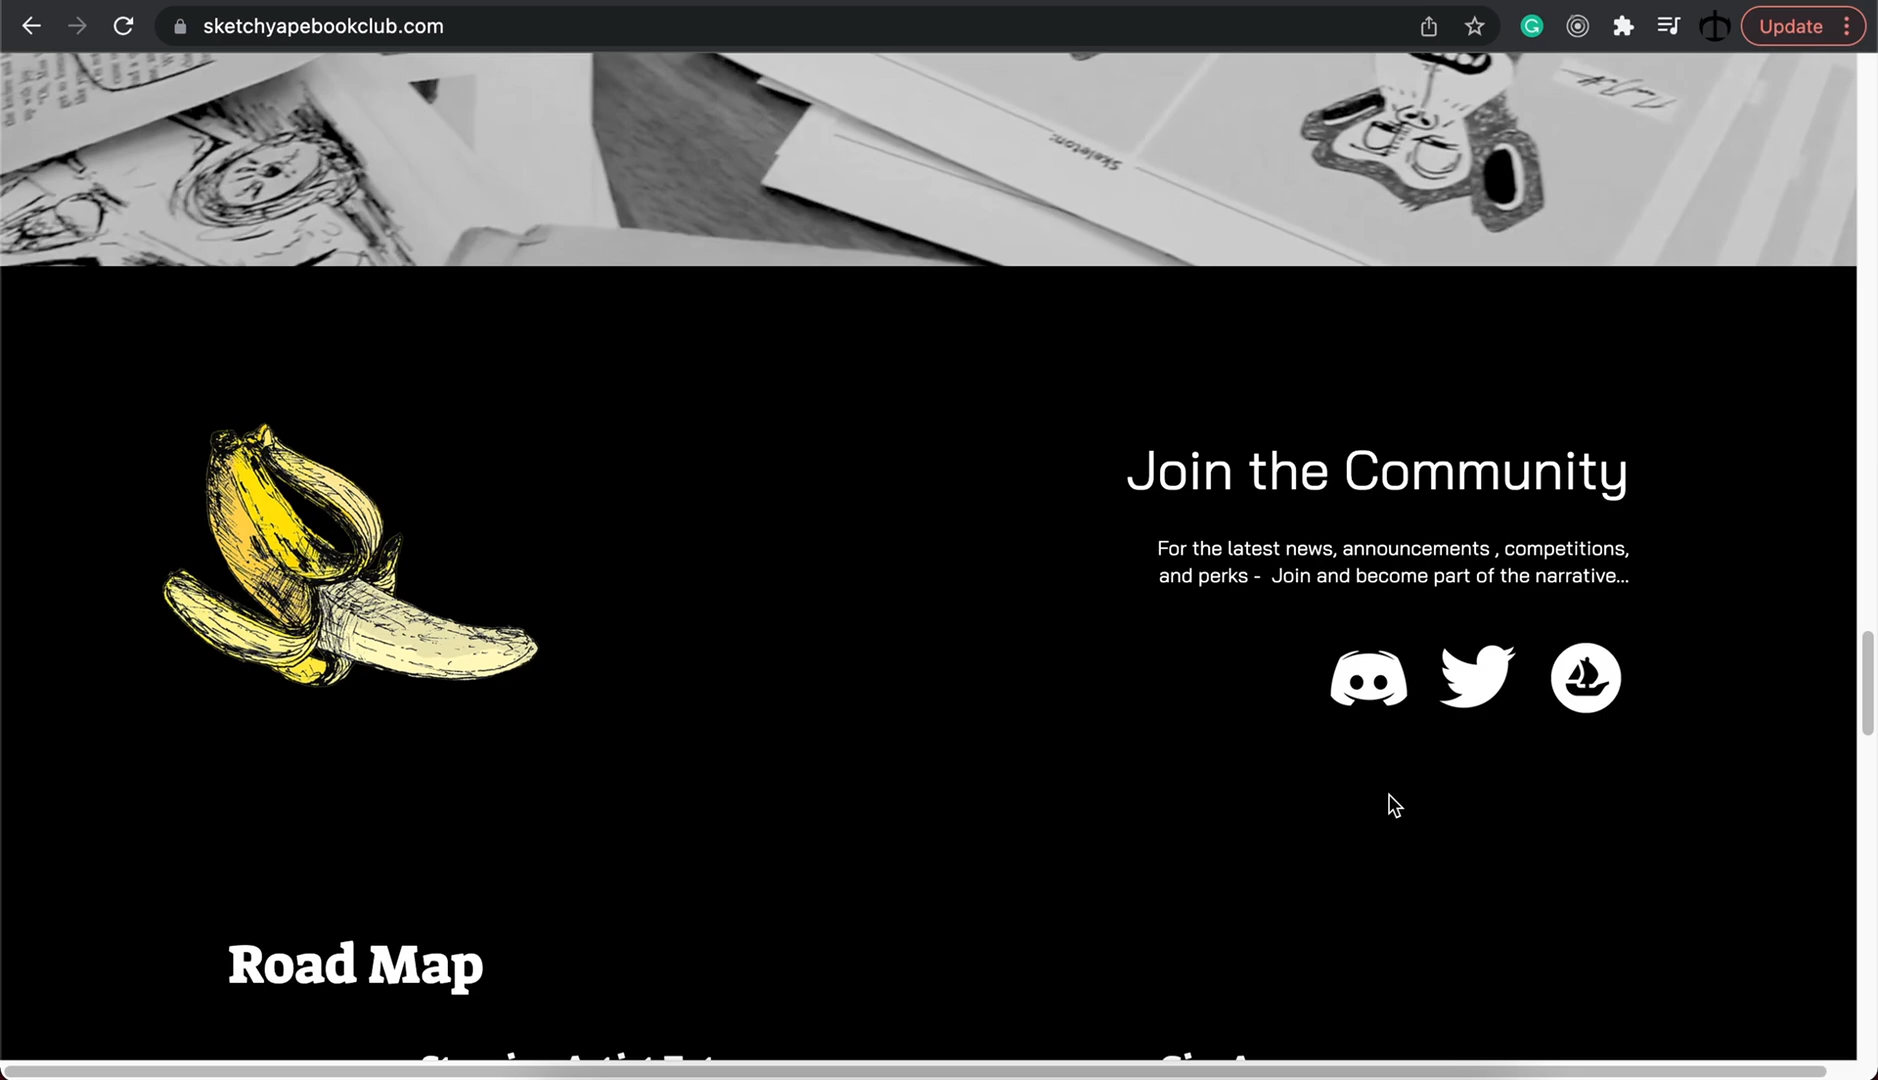 sketchyapebookclub.com
Update
Skeleton:
Join the Community
For the latest news, announcements , competitions,
and perks -  Join and become part of the narrative...
Road Map